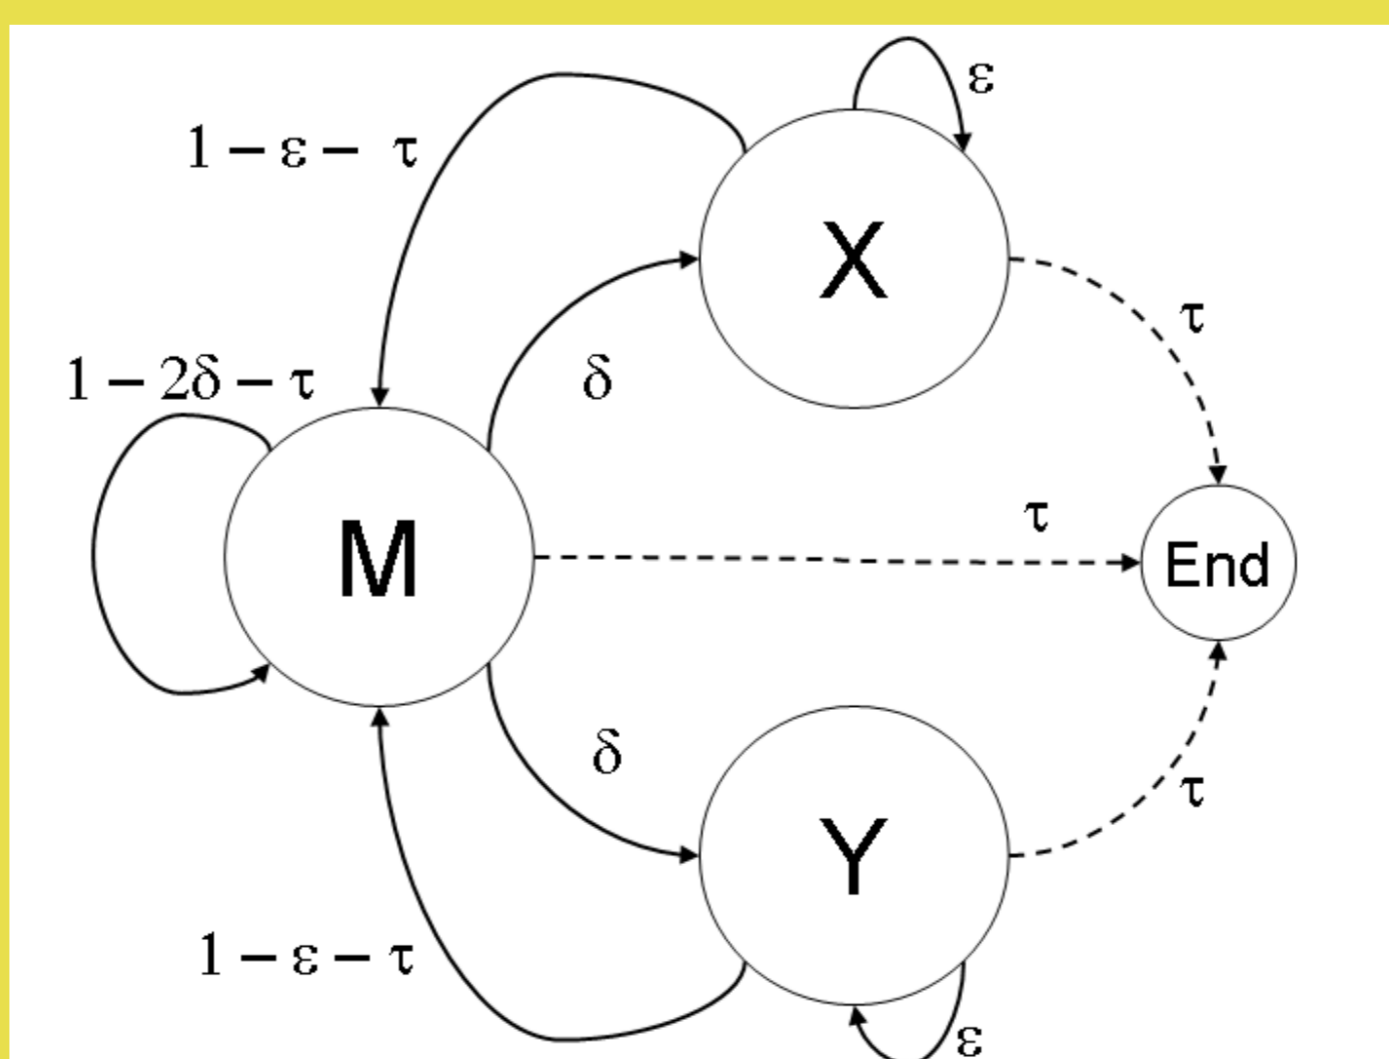 ε
1 – ε – τ
X
τ
1 – 2δ – τ
δ
τ
M
End
δ
τ
Y
1 – ε – τ
ε